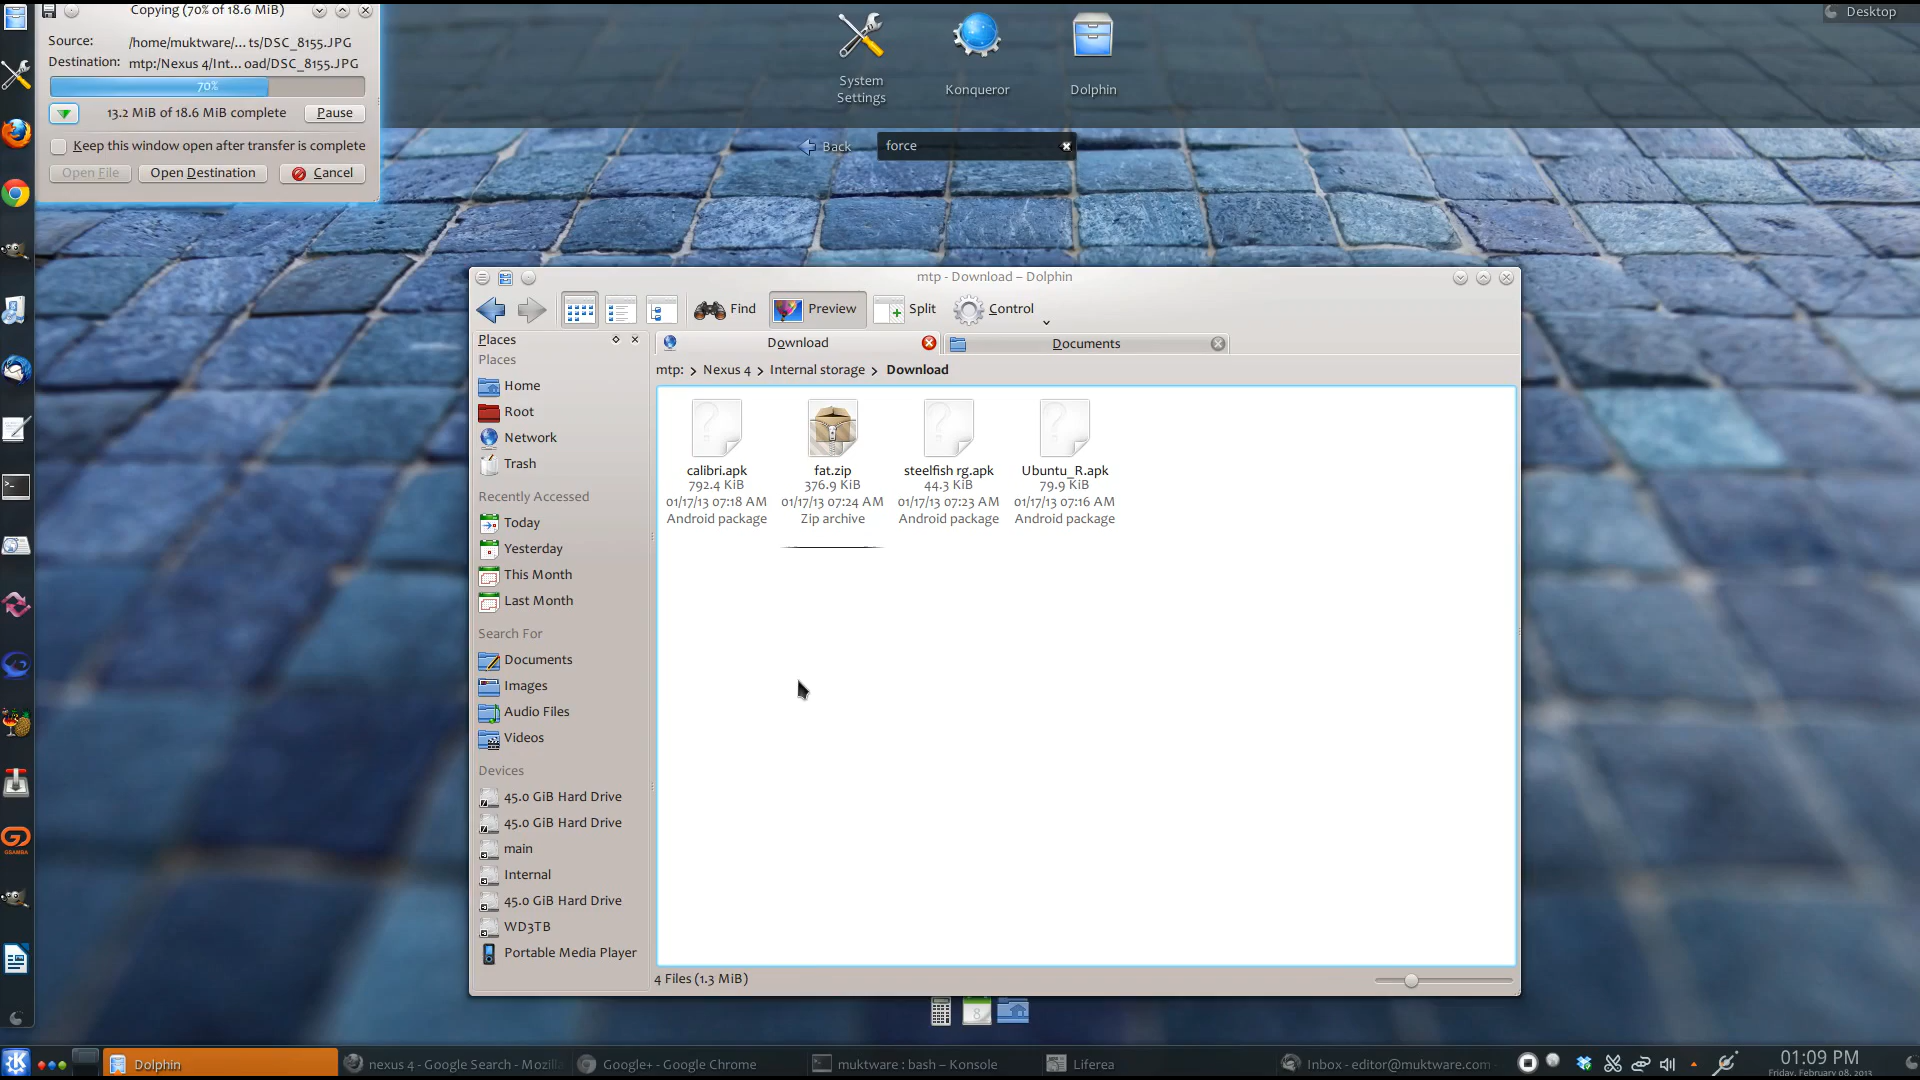 Copying (70% of 18.6 MiB)
Source: /home/muktware/... ts/DSC_8155.JPG
Destination: mtp:/Nexus 4/Int... oad/DSC_8155.JPG
70%
13.2 MiB of 18.6 MiB complete Pause
Keep this window open after transfer is complete
Open File Open Destination Cancel
System
Settings
Konqueror
Dolphin
Desktop
Back force
mtp - Download – Dolphin
Find Preview Split Control
Places
Places
Home
Root
Network
Trash
Recently Accessed
Today
Yesterday
This Month
Last Month
Search For
Documents
Images
Audio Files
Videos
Devices
45.0 GiB Hard Drive
45.0 GiB Hard Drive
main
Internal
45.0 GiB Hard Drive
WD3TB
Portable Media Player
Download Documents
mtp: > Nexus 4 > Internal storage > Download
calibri.apk
792.4 KiB
01/17/13 07:18 AM
Android package
fat.zip
376.9 KiB
01/17/13 07:24 AM
Zip archive
steelfish rg.apk
44.3 KiB
01/17/13 07:23 AM
Android package
Ubuntu_R.apk
79.9 KiB
01/17/13 07:16 AM
Android package
4 Files (1.3 MiB)
8
GSAMBA
Dolphin
nexus 4 - Google Search - Mozill
Google+ - Google Chrome
muktware : bash – Konsole
Liferea
Inbox - editor@muktware.com
01:09 PM
Friday, February 08, 2013